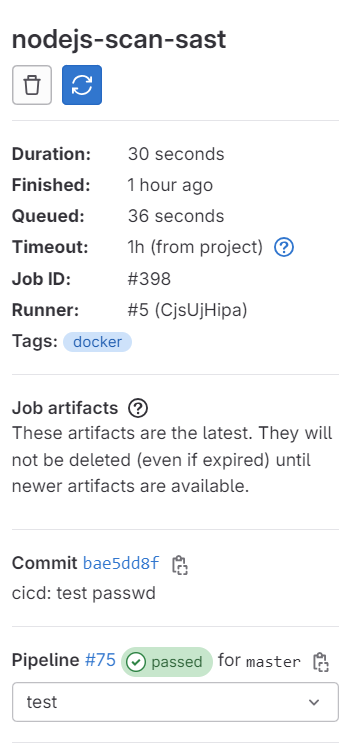 nodejs-scan-sast
Duration: 30 seconds
Finished: 1 hour ago
Queued: 36 seconds
Timeout: 1h (from project) ?
Job ID: #398
Runner: #5 (CjsUjHipa)
Tags: docker
Job artifacts ?
These artifacts are the latest. They will
not be deleted (even if expired) until
newer artifacts are available.
Commit bae5dd8f
cicd: test passwd
Pipeline #75 passed for master
test